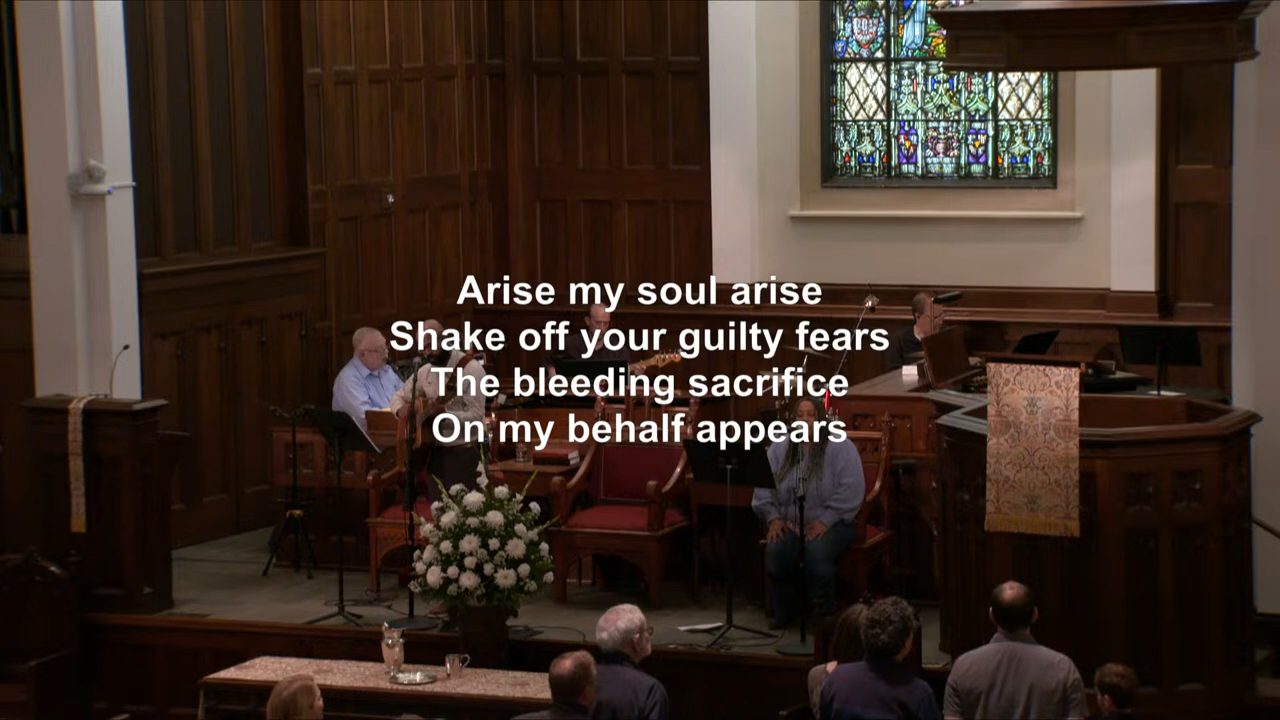 Arise my soul arise
Shake off your guilty fears
The bleeding sacrifice
On my behalf appears